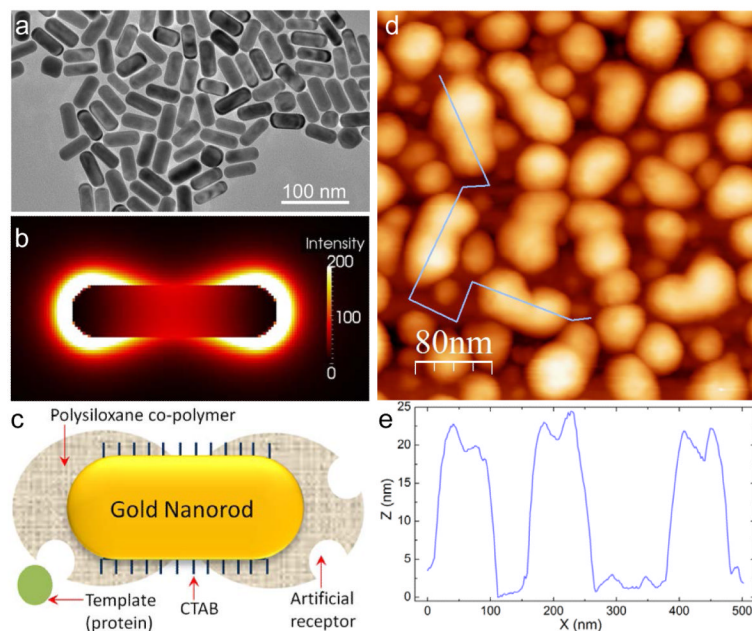 a
100 nm
b
Intensity
200
100
0
c
Polysiloxane co-polymer
Gold Nanorod
Template
(protein)
CTAB
Artificial
receptor
d
80nm
e
25
20
15
10
5
0
Z (nm)
0 100 200 300 400 500
X (nm)